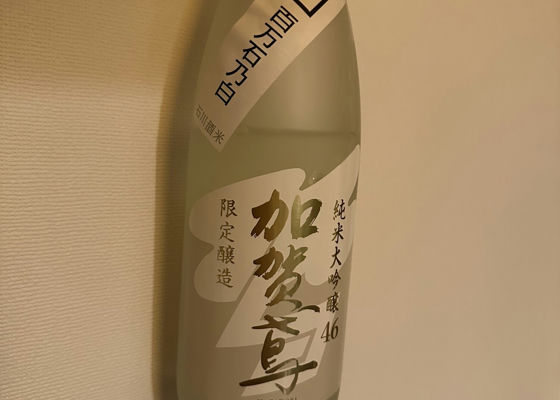 百万石乃白
石川酒米
純米大吟醸46
加賀鳶
限定醸造